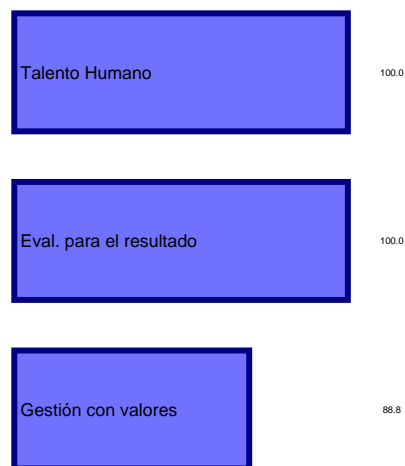 Talento Humano 100.0
Eval. para el resultado 100.0
Gestión con valores 88.8